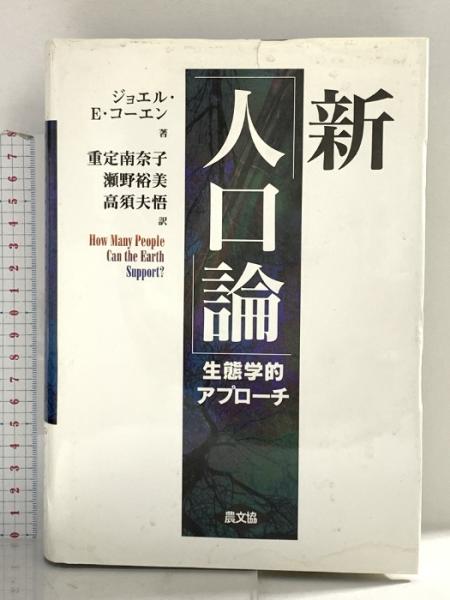 新
「人口論」
生態学的
アプローチ
ジョエル・
E・コーエン
著
重定南奈子
瀬野裕美
高須夫悟
訳
How Many People
Can the Earth
Support?
農文協